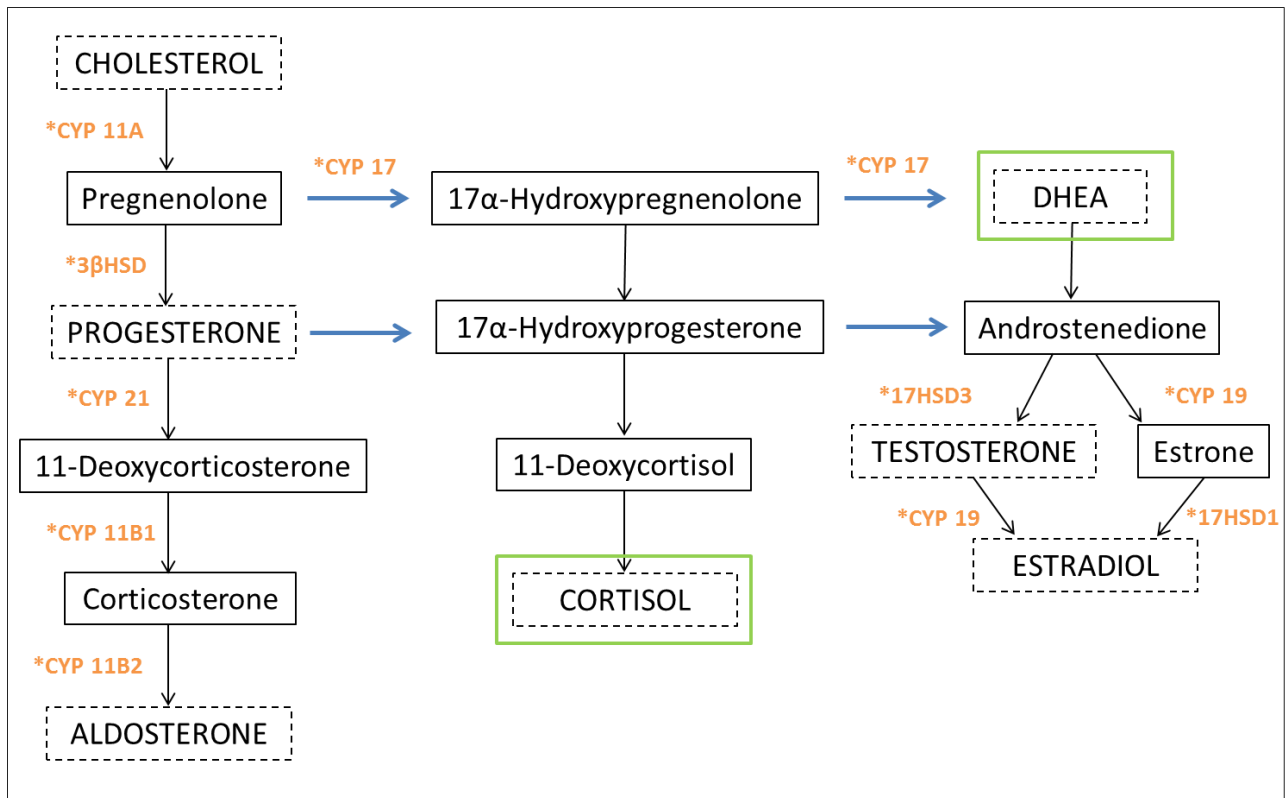 CHOLESTEROL
*CYP 11A
*CYP 17
*CYP 17
Pregnenolone
17α-Hydroxypregnenolone
DHEA
*3βHSD
PROGESTERONE
17α-Hydroxyprogesterone
Androstenedione
*CYP 21
*17HSD3
*CYP 19
11-Deoxycorticosterone
11-Deoxycortisol
TESTOSTERONE
Estrone
*CYP 11B1
*CYP 19
*17HSD1
Corticosterone
CORTISOL
ESTRADIOL
*CYP 11B2
ALDOSTERONE